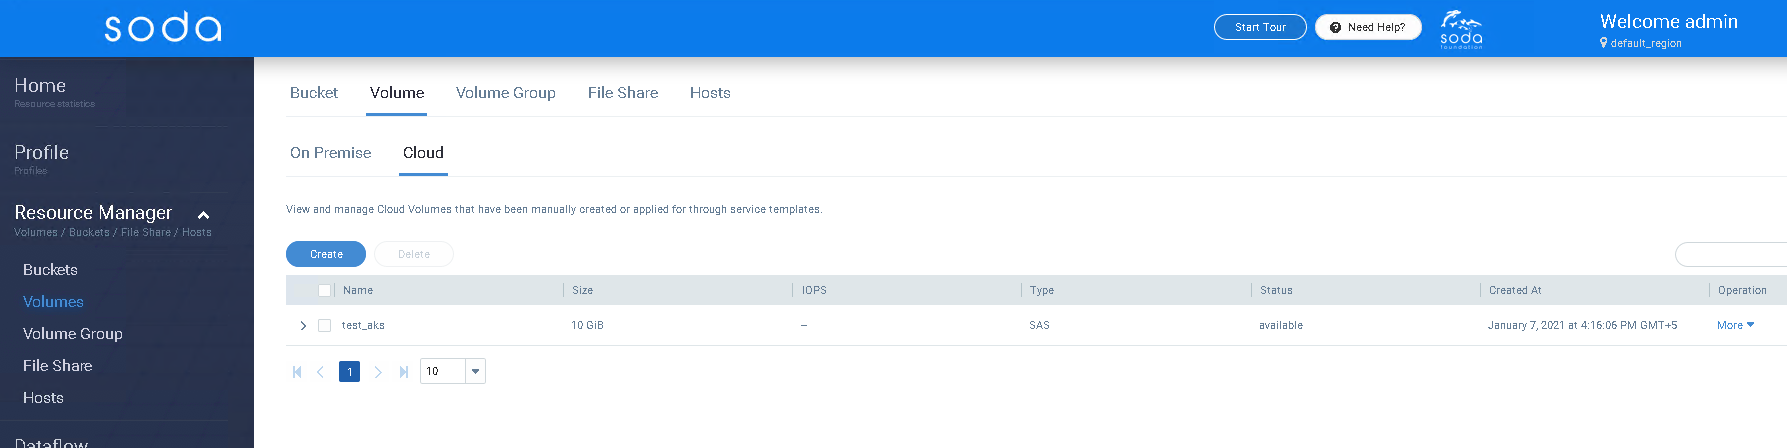 soda
Start Tour
Need Help?
soda
foundation
Welcome admin
default_region
Home
Resource statistics
Profile
Profiles
Resource Manager
Volumes / Buckets / File Share / Hosts
Buckets
Volumes
Volume Group
File Share
Hosts
Dataflow
Bucket Volume Volume Group File Share Hosts
On Premise Cloud
View and manage Cloud Volumes that have been manually created or applied for through service templates.
Create Delete
Name Size IOPS Type Status Created At Operation
test_aks 10 GiB -- SAS available January 7, 2021 at 4:16:06 PM GMT+5 More
1 10